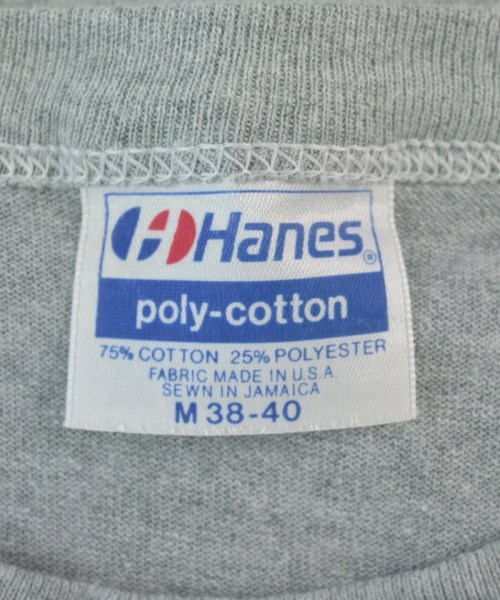 Hanes®
poly-cotton
75% COTTON 25% POLYESTER
FABRIC MADE IN U.S.A.
SEWN IN JAMAICA
M 38-40